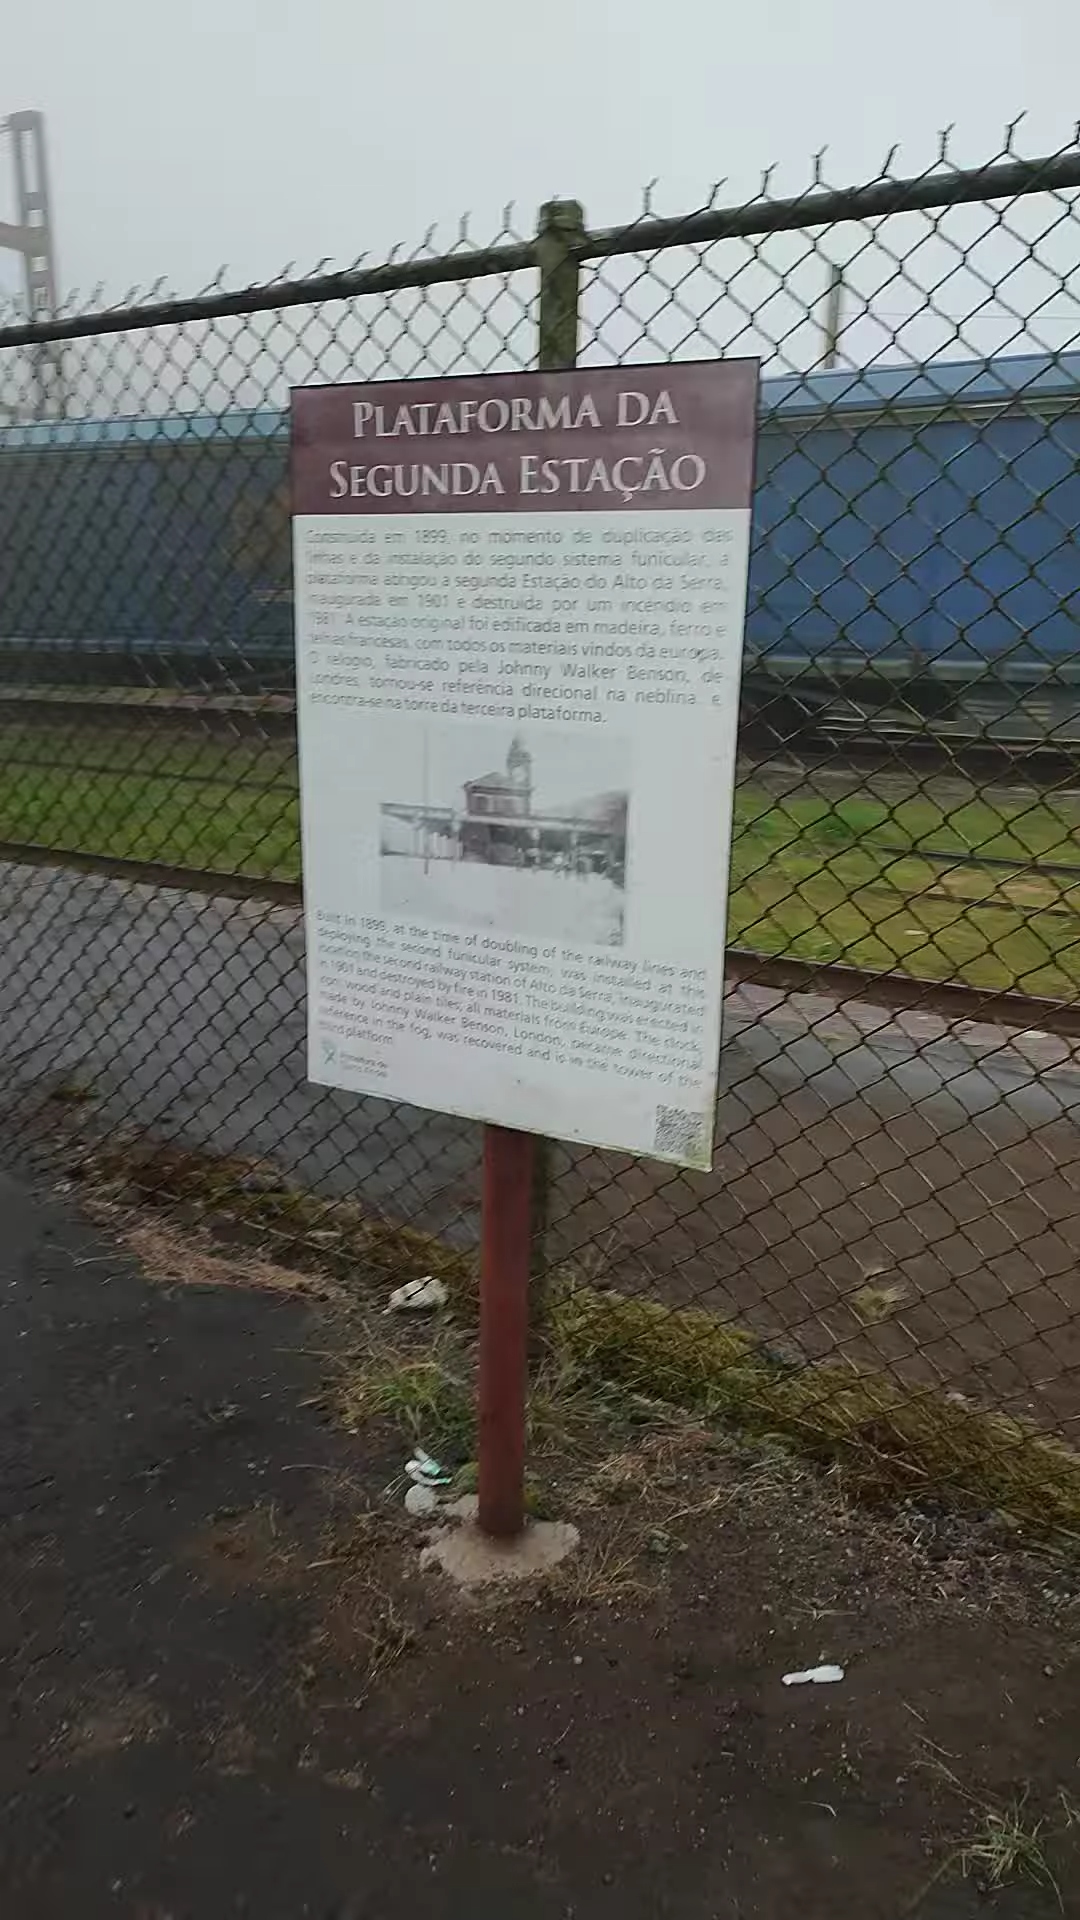 PLATAFORMA DA
SEGUNDA ESTAÇÃO
Construída em 1899, no momento de duplicação das
linhas e da instalação do segundo sistema funicular, a
plataforma abrigou a segunda Estação do Alto da Serra,
inaugurada em 1901 e destruída por um incêndio em
1981. A estação original foi edificada em madeira, ferro e
telhas francesas, com todos os materiais vindos da europa.
O relógio, fabricado pela Johnny Walker Benson, de
Londres, tornou-se referência direcional na neblina e
encontra-se na torre da terceira plataforma.
Built in 1899, at the time of doubling of the railway lines and
deploying the second funicular system, was installed at this
location the second railway station of Alto da Serra, inaugurated
in 1901 and destroyed by fire in 1981. The building was erected in
iron, wood and plain tiles; all materials from Europe. The clock,
made by Johnny Walker Benson, London, became directional
reference in the fog, was recovered and is in the tower of the
third platform.
Prefeitura de